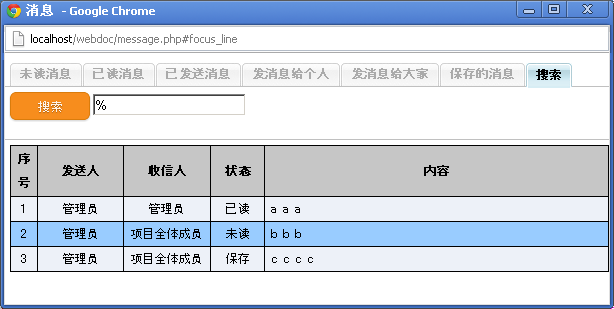 消息 - Google Chrome
localhost/webdoc/message.php#focus_line
未读消息 已读消息 已发送消息 发消息给个人 发消息给大家 保存的消息 搜索
搜索 %
序号 发送人 收信人 状态 内容
1 管理员 管理员 已读 a a a
2 管理员 项目全体成员 未读 b b b
3 管理员 项目全体成员 保存 c c c c